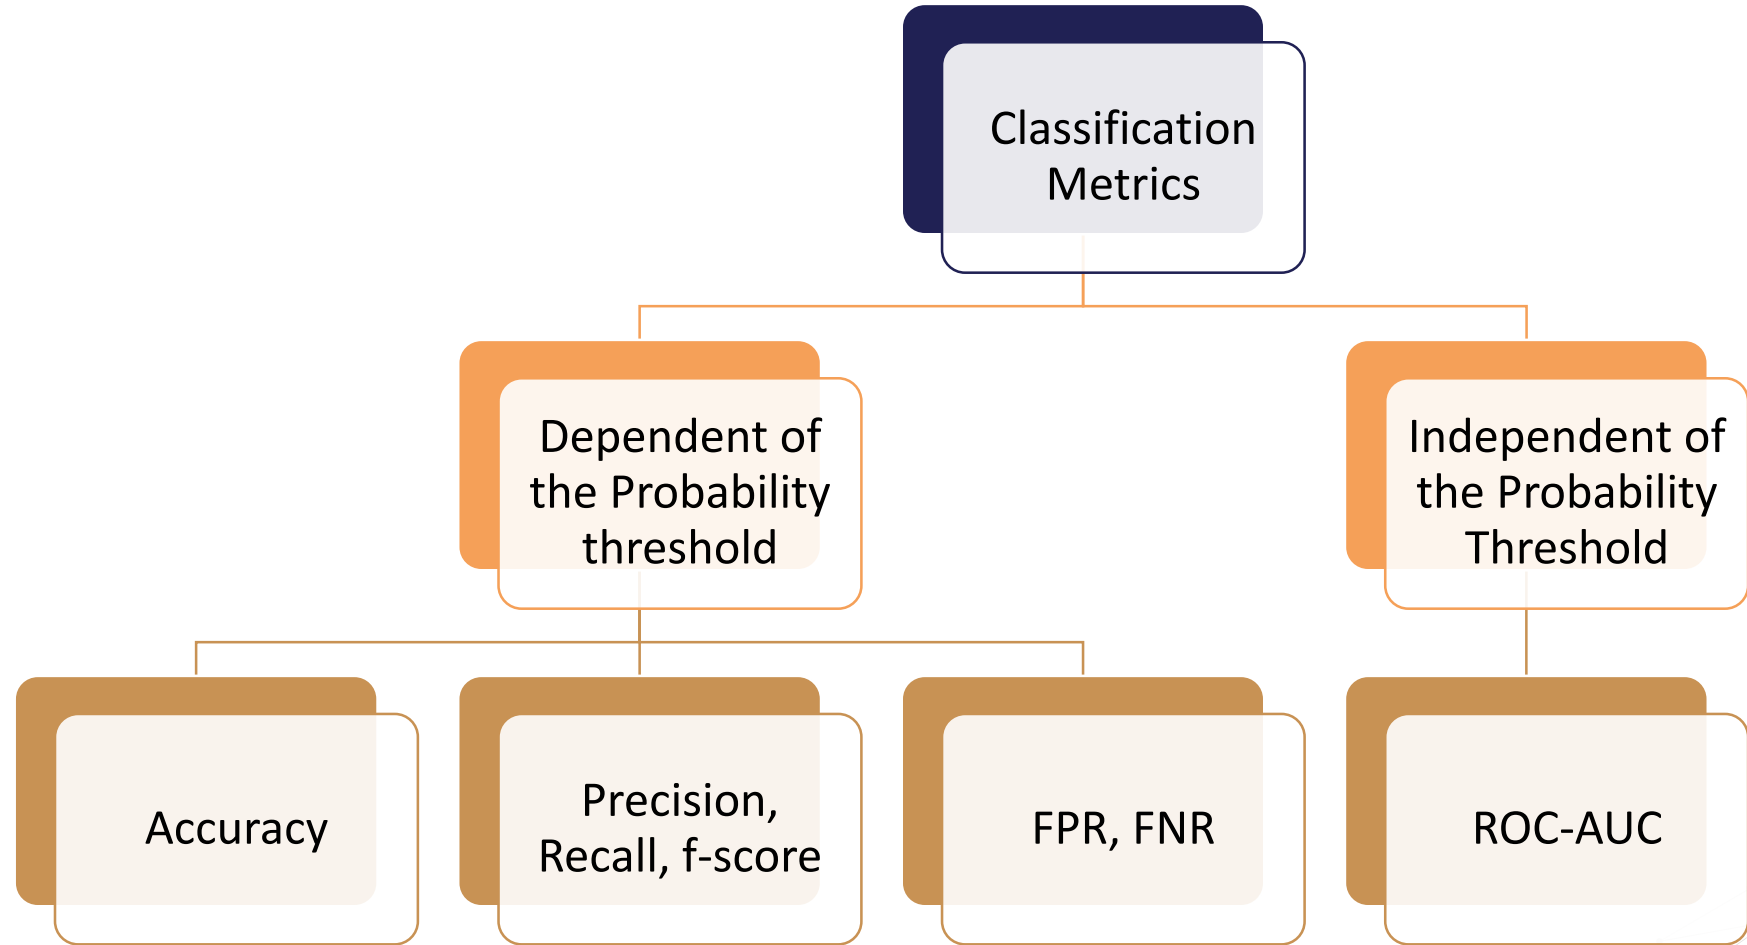 Classification
Metrics
Dependent of
the Probability
threshold
Independent of
the Probability
Threshold
Accuracy
Precision,
Recall, f-score
FPR, FNR
ROC-AUC